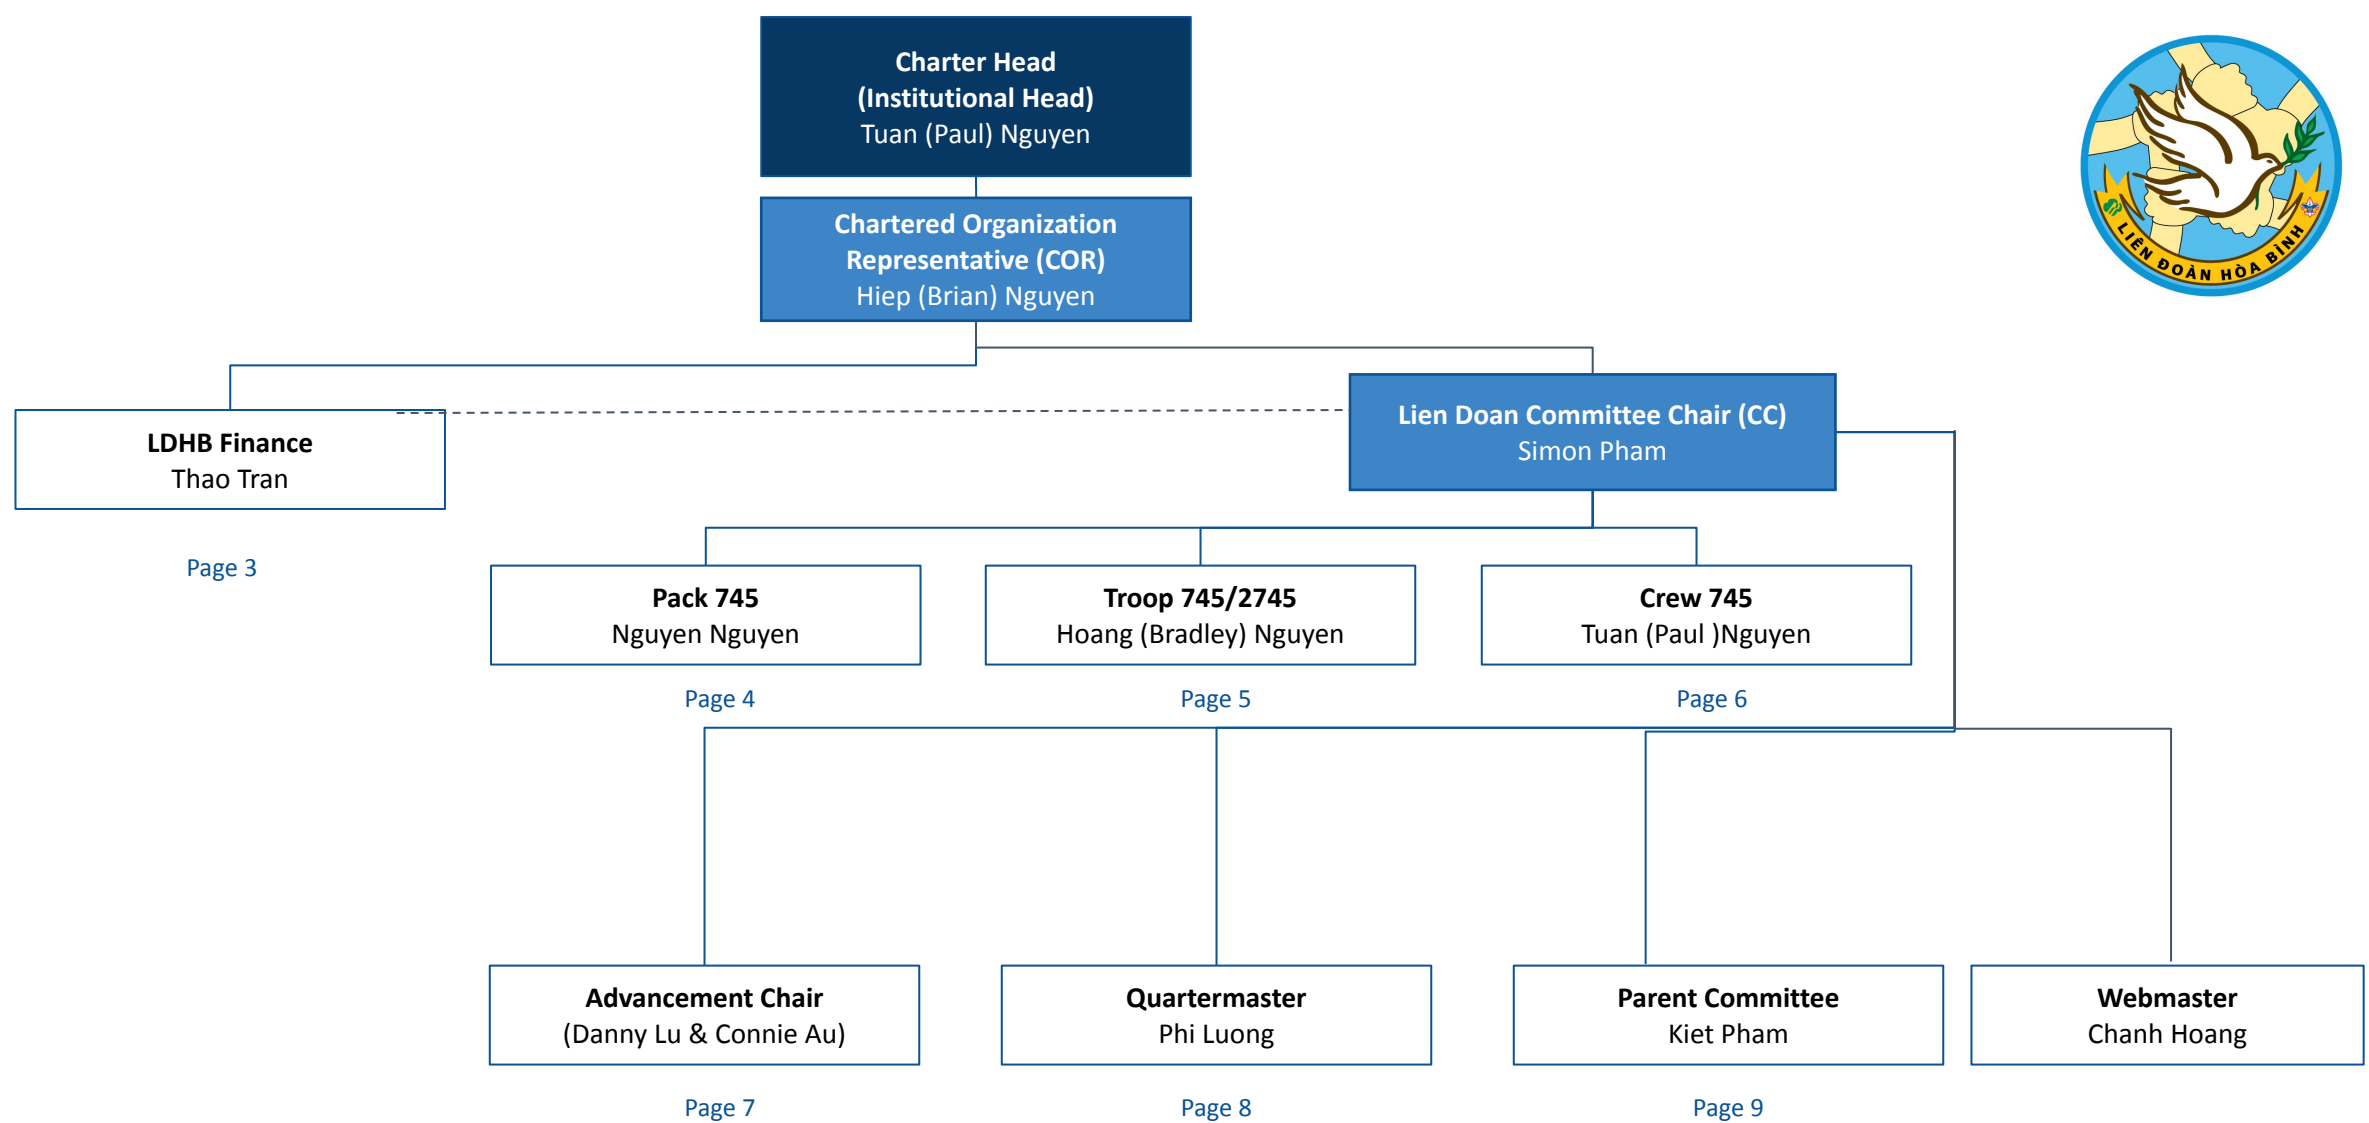 Charter Head
(Institutional Head)
Tuan (Paul) Nguyen
LIÊN ĐOÀN HÒA BÌNH
Chartered Organization
Representative (COR)
Hiep (Brian) Nguyen
LDHB Finance
Thao Tran
Lien Doan Committee Chair (CC)
Simon Pham
Page 3
Pack 745
Nguyen Nguyen
Troop 745/2745
Hoang (Bradley) Nguyen
Crew 745
Tuan (Paul )Nguyen
Page 4
Page 5
Page 6
Advancement Chair
(Danny Lu & Connie Au)
Quartermaster
Phi Luong
Parent Committee
Kiet Pham
Webmaster
Chanh Hoang
Page 7
Page 8
Page 9